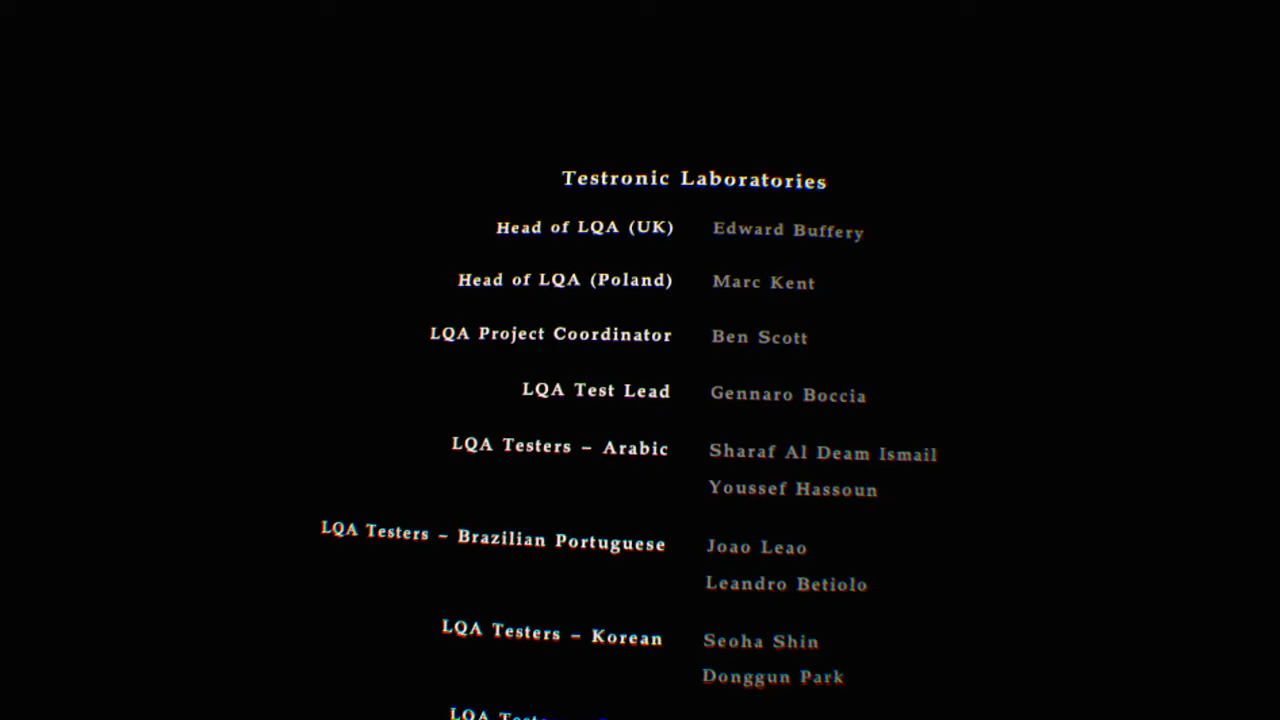 Testronic Laboratories
Head of LQA (UK) Edward Buffery
Head of LQA (Poland) Marc Kent
LQA Project Coordinator Ben Scott
LQA Test Lead Gennaro Boccia
LQA Testers – Arabic Sharaf Al Deam Ismail
Youssef Hassoun
LQA Testers – Brazilian Portuguese Joao Leao
Leandro Betiolo
LQA Testers – Korean Seoha Shin
Donggun Park
LQA